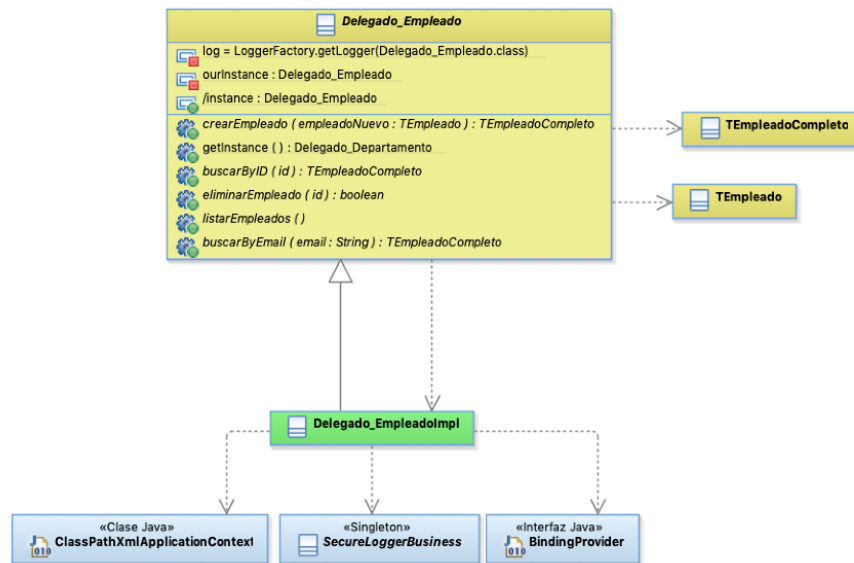 Delegado_Empleado
log = LoggerFactory.getLogger(Delegado_Empleado.class)
ourInstance : Delegado_Empleado
/instance : Delegado_Empleado
crearEmpleado ( empleadoNuevo : TEmpleado ) : TEmpleadoCompleto
getInstance ( ) : Delegado_Departamento
buscarByID ( id ) : TEmpleadoCompleto
eliminarEmpleado ( id ) : boolean
listarEmpleados ( )
buscarByEmail ( email : String ) : TEmpleadoCompleto
TEmpleadoCompleto
TEmpleado
Delegado_EmpleadoImpl
«Clase Java»
ClassPathXmlApplicationContext
«Singleton»
SecureLoggerBusiness
«Interfaz Java»
BindingProvider